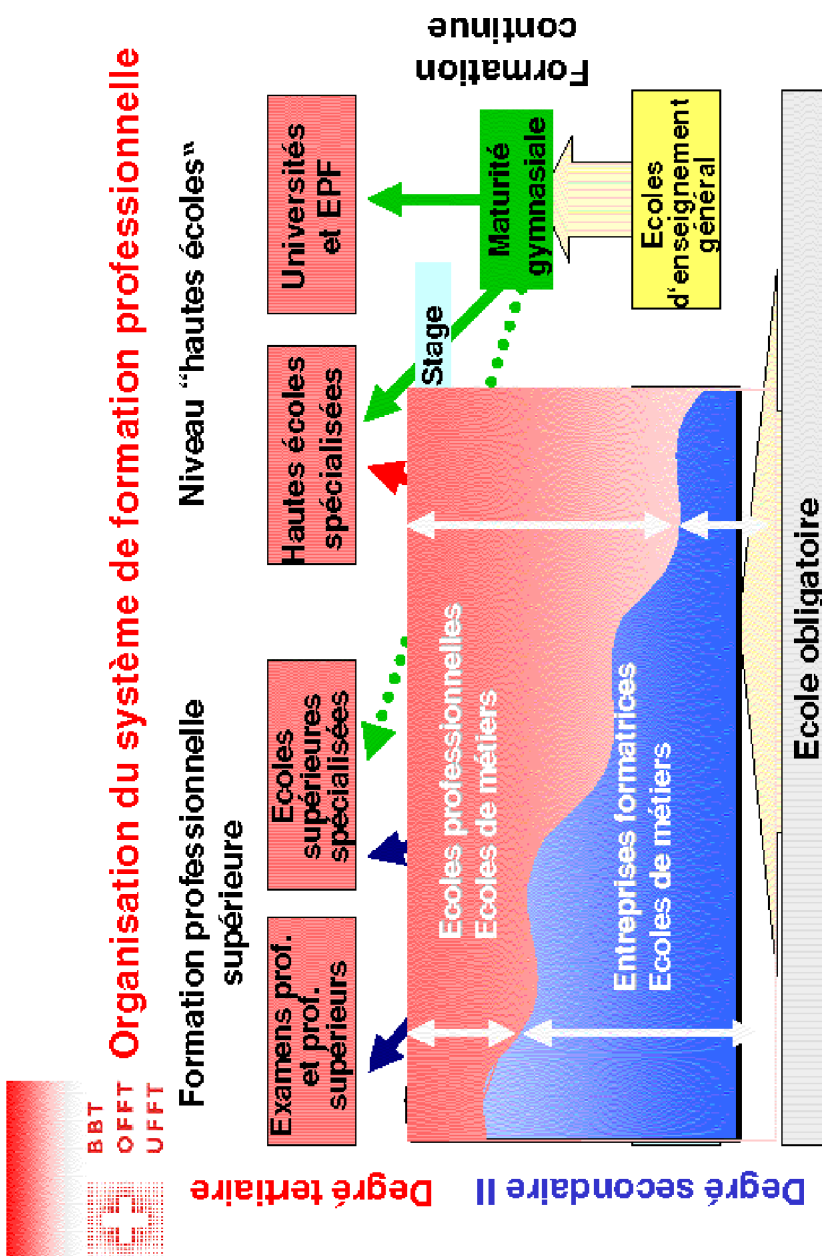 BBT
OFFT
UFFT
Organisation du système de formation professionnelle
Formation professionnelle
supérieure
Niveau “hautes écoles“
Examens prof.
et prof.
supérieurs
Ecoles
supérieures
spécialisées
Hautes écoles
spécialisées
Universités
et EPF
Degré tertiaire
Formation
continue
Stage
Maturité
gymnasiale
Ecoles professionnelles
Ecoles de métiers
Entreprises formatrices
Ecoles de métiers
Ecoles
d'enseignement
général
Degré secondaire II
Ecole obligatoire